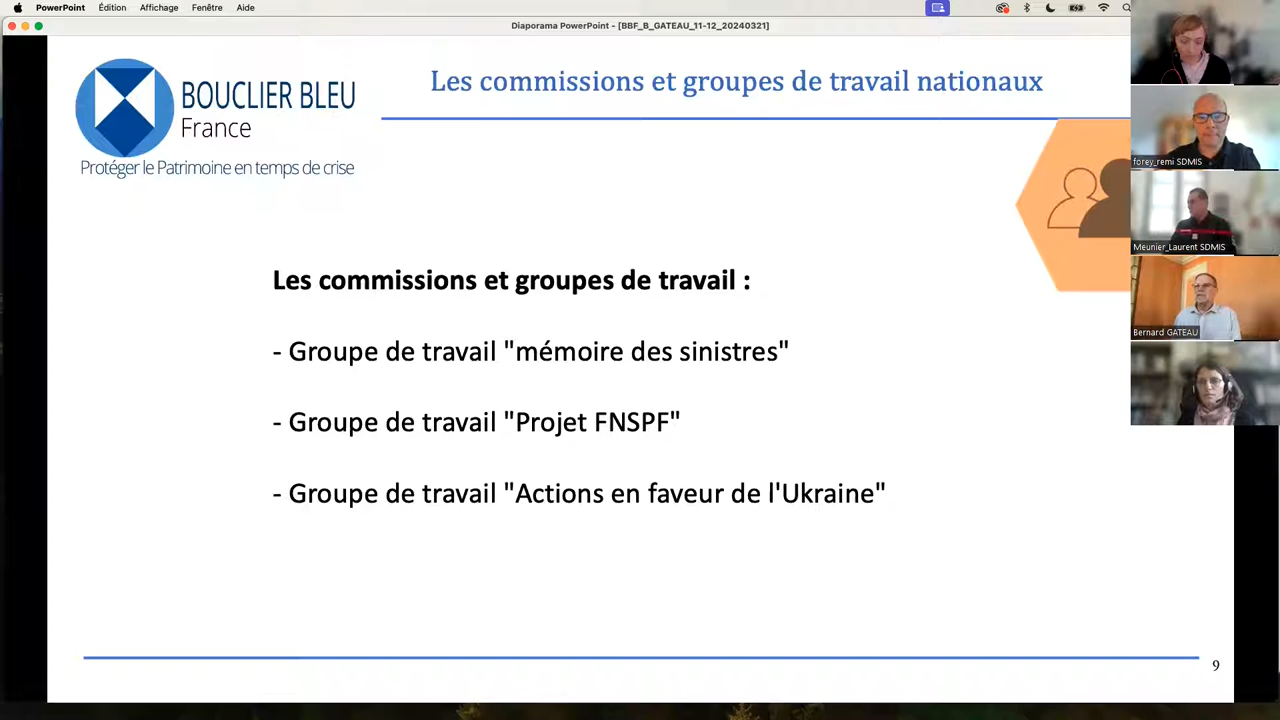 PowerPoint Édition Affichage Fenêtre Aide
Diaporama PowerPoint - [BBF_B_GATEAU_11-12_20240321]
BOUCLIER BLEU
France
Protéger le Patrimoine en temps de crise
Les commissions et groupes de travail nationaux
Les commissions et groupes de travail :
- Groupe de travail "mémoire des sinistres"
- Groupe de travail "Projet FNSPF"
- Groupe de travail "Actions en faveur de l'Ukraine"
9
forey_remi SDMIS
Meunier_Laurent SDMIS
Bernard GATEAU